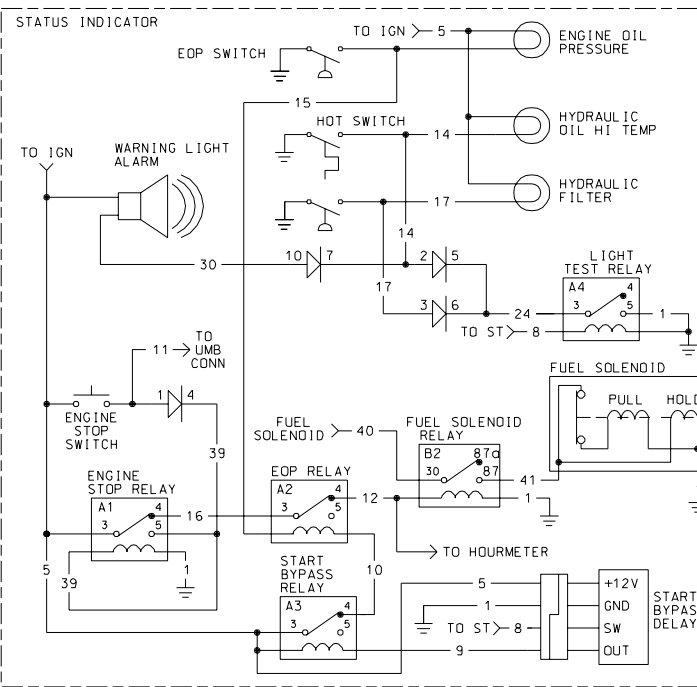 STATUS INDICATOR
TO IGN
5
ENGINE OIL
PRESSURE
EOP SWITCH
15
HOT SWITCH
14
HYDRAULIC
OIL HI TEMP
TO IGN
WARNING LIGHT
ALARM
17
HYDRAULIC
FILTER
14
30
10
7
2
5
17
3
6
24
LIGHT
TEST RELAY
A4
4
3
5
1
TO ST
8
11
TO
UMB
CONN
FUEL SOLENOID
PULL
HOLD
1
4
ENGINE
STOP
SWITCH
39
FUEL
SOLENOID
40
FUEL SOLENOID
RELAY
B2
87a
30
87
41
1
ENGINE
STOP RELAY
A1
4
3
5
16
EOP RELAY
A2
4
3
5
12
TO HOURMETER
5
39
1
10
START
BYPASS
RELAY
A3
4
3
5
5
1
TO ST
8
9
+12V
GND
SW
OUT
START
BYPAS
DELAY